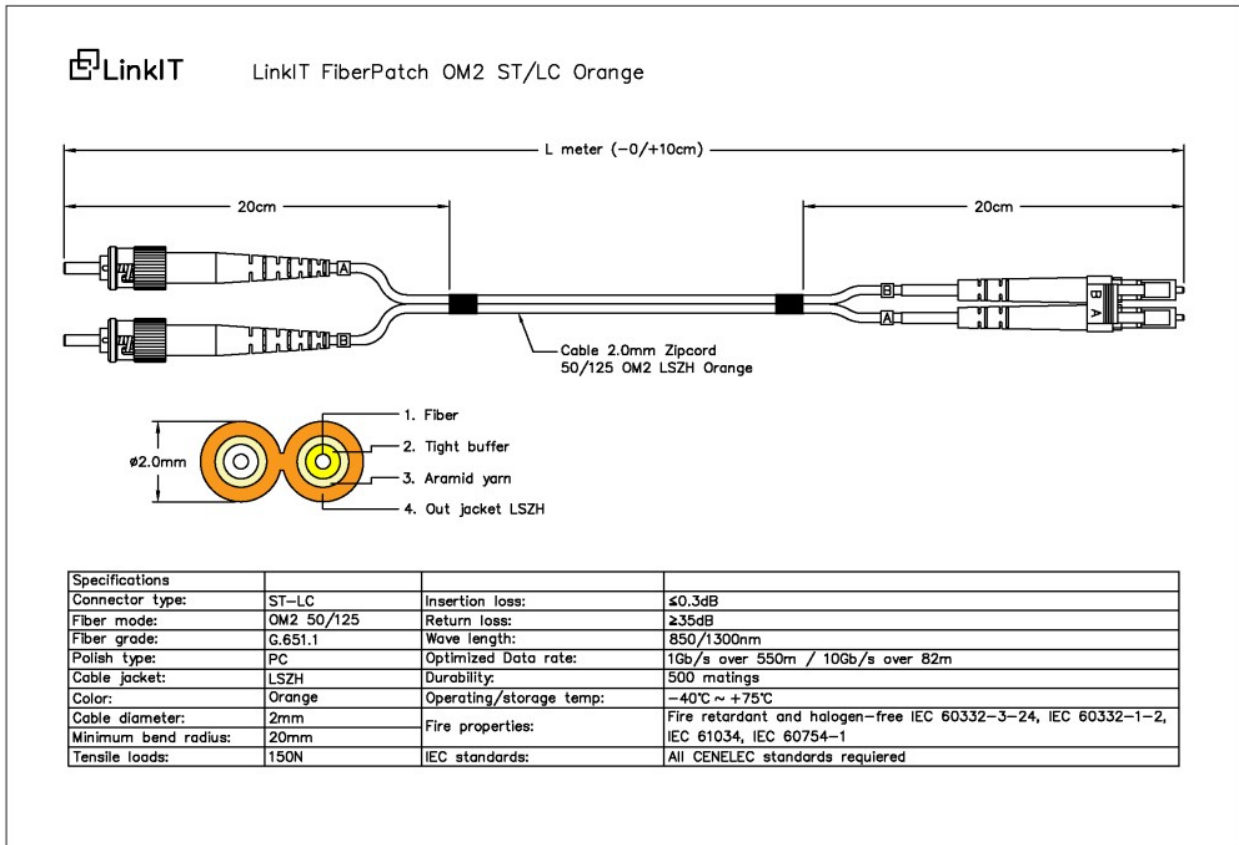 LinkIT
LinkIT FiberPatch OM2 ST/LC Orange
L meter (-0/+10cm)
20cm
20cm
A
B
B
A
B A
Cable 2.0mm Zipcord
50/125 OM2 LSZH Orange
ø2.0mm
1. Fiber
2. Tight buffer
3. Aramid yarn
4. Out jacket LSZH
Specifications
Connector type: ST-LC Insertion loss: ≤0.3dB
Fiber mode: OM2 50/125 Return loss: ≥35dB
Fiber grade: G.651.1 Wave length: 850/1300nm
Polish type: PC Optimized Data rate: 1Gb/s over 550m / 10Gb/s over 82m
Cable jacket: LSZH Durability: 500 matings
Color: Orange Operating/storage temp: -40℃ ~ +75℃
Cable diameter: 2mm Fire properties: Fire retardant and halogen-free IEC 60332-3-24, IEC 60332-1-2,
Minimum bend radius: 20mm IEC 61034, IEC 60754-1
Tensile loads: 150N IEC standards: All CENELEC standards requiered